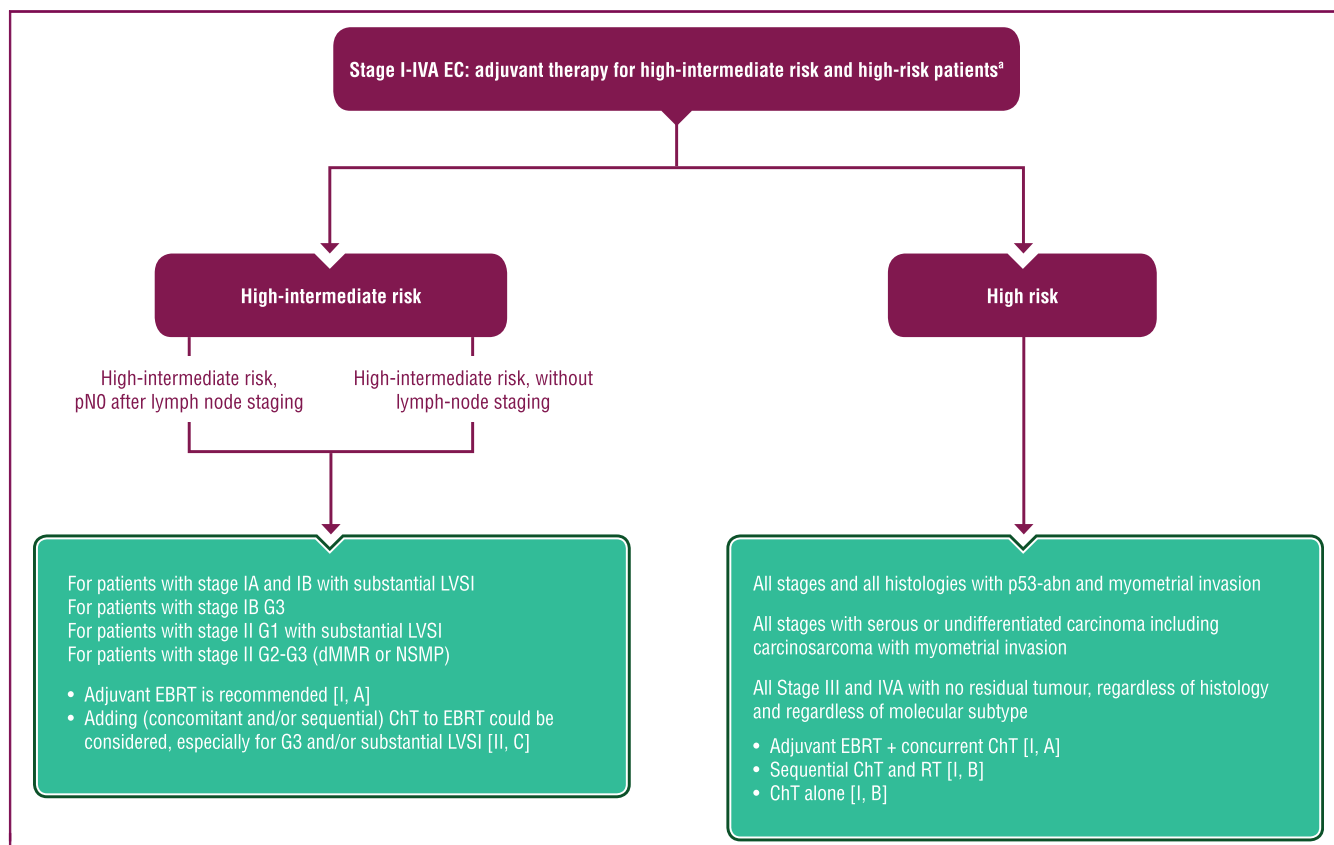 Stage I-IVA EC: adjuvant therapy for high-intermediate risk and high-risk patientsᵃ
High-intermediate risk
High risk
High-intermediate risk,
pN0 after lymph node staging
High-intermediate risk, without
lymph-node staging
For patients with stage IA and IB with substantial LVSI
For patients with stage IB G3
For patients with stage II G1 with substantial LVSI
For patients with stage II G2-G3 (dMMR or NSMP)
• Adjuvant EBRT is recommended [I, A]
• Adding (concomitant and/or sequential) ChT to EBRT could be
considered, especially for G3 and/or substantial LVSI [II, C]
All stages and all histologies with p53-abn and myometrial invasion
All stages with serous or undifferentiated carcinoma including
carcinosarcoma with myometrial invasion
All Stage III and IVA with no residual tumour, regardless of histology
and regardless of molecular subtype
• Adjuvant EBRT + concurrent ChT [I, A]
• Sequential ChT and RT [I, B]
• ChT alone [I, B]